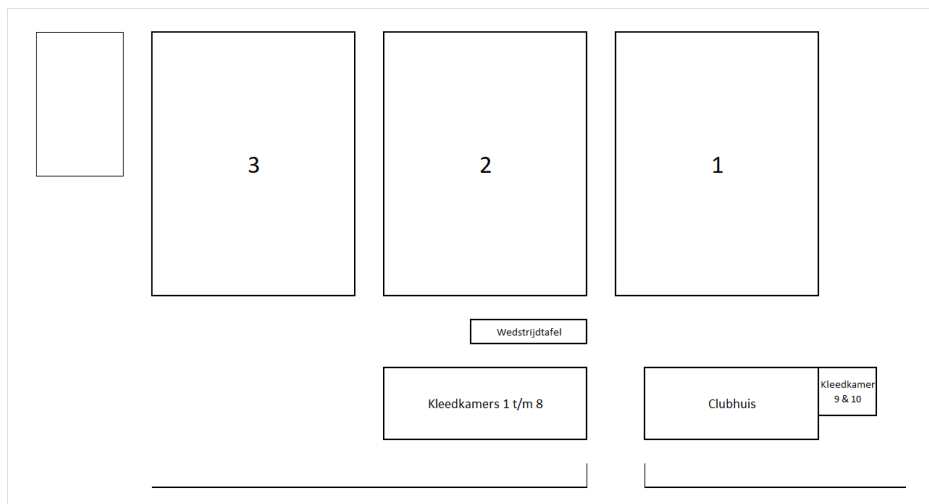 3
2
1
Wedstrijdtafel
Kleedkamers 1 t/m 8
Clubhuis
Kleedkamer
9 & 10